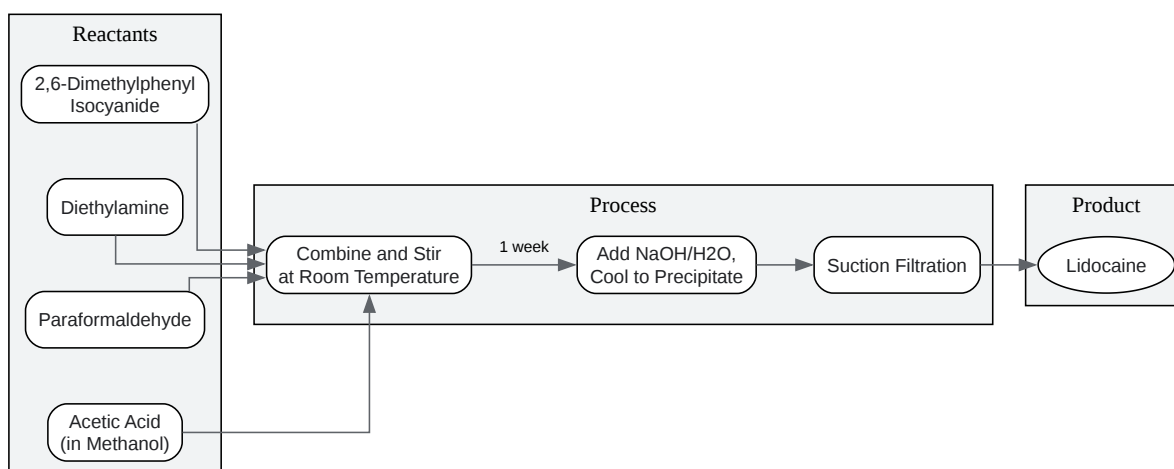 Reactants
2,6-Dimethylphenyl
Isocyanide
Diethylamine
Paraformaldehyde
Acetic Acid
(in Methanol)
Process
Combine and Stir
at Room Temperature
1 week
Add NaOH/H2O,
Cool to Precipitate
Suction Filtration
Product
Lidocaine